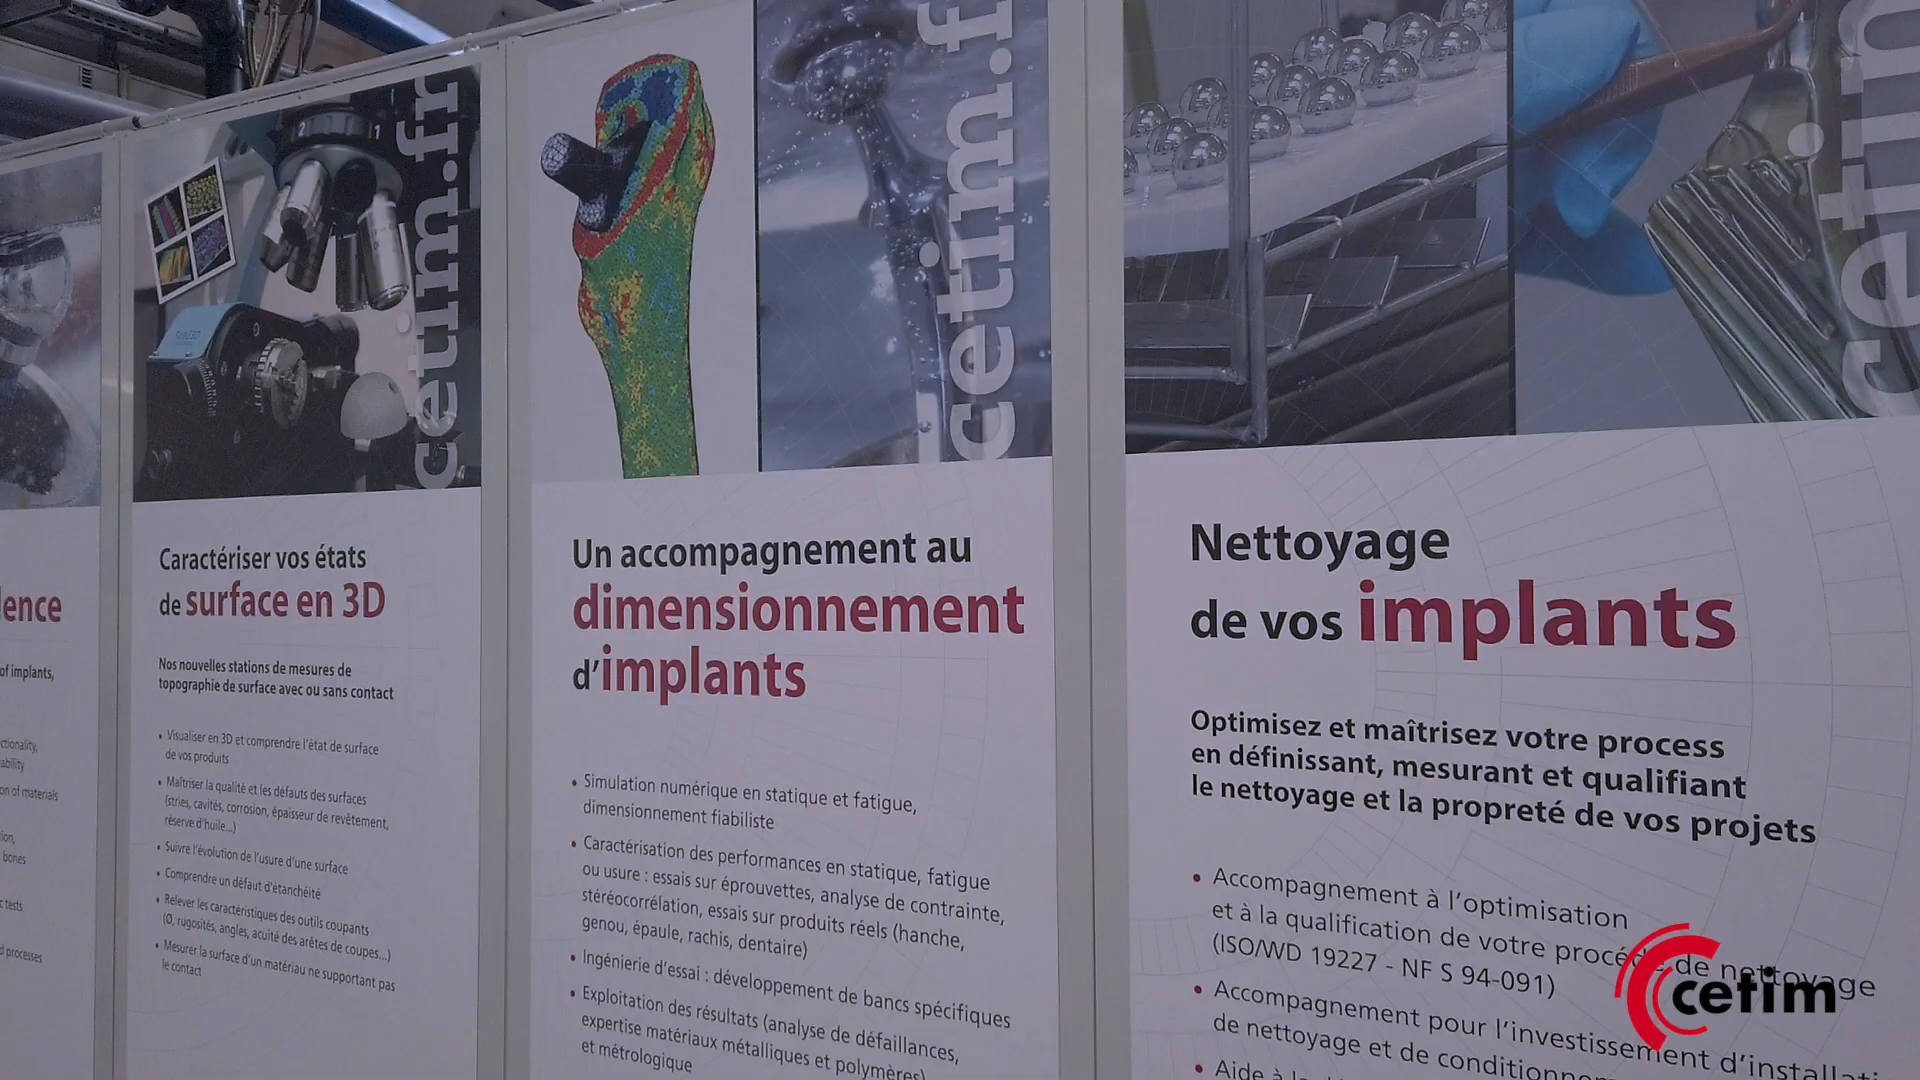 ence
of implants,
ctionality,
ability
on of materials
ion,
bones
c tests
d processes
2 1
cetim.fr
Caractériser vos états
de surface en 3D
Nos nouvelles stations de mesures de
topographie de surface avec ou sans contact
• Visualiser en 3D et comprendre l'état de surface
de vos produits
• Maîtriser la qualité et les défauts des surfaces
(stries, cavités, corrosion, épaisseur de revêtement,
réserve d'huile...)
• Suivre l'évolution de l'usure d'une surface
• Comprendre un défaut d'étanchéité
• Relever les caractéristiques des outils coupants
(Ø, rugosités, angles, acuité des arêtes de coupes...)
• Mesurer la surface d'un matériau ne supportant pas
le contact
cetim.f
Un accompagnement au
dimensionnement
d'implants
• Simulation numérique en statique et fatigue,
dimensionnement fiabiliste
• Caractérisation des performances en statique, fatigue
ou usure : essais sur éprouvettes, analyse de contrainte,
stéréocorrélation, essais sur produits réels (hanche,
genou, épaule, rachis, dentaire)
• Ingénierie d'essai : développement de bancs spécifiques
• Exploitation des résultats (analyse de défaillances,
expertise matériaux métalliques et polymères)
et métrologique
cetim
Nettoyage
de vos implants
Optimisez et maîtrisez votre process
en définissant, mesurant et qualifiant
le nettoyage et la propreté de vos projets
• Accompagnement à l'optimisation
et à la qualification de votre procédé de nettoyage
(ISO/WD 19227 - NF S 94-091)
• Accompagnement pour l'investissement d'installati
de nettoyage et de conditionne
• Aide à
cetim